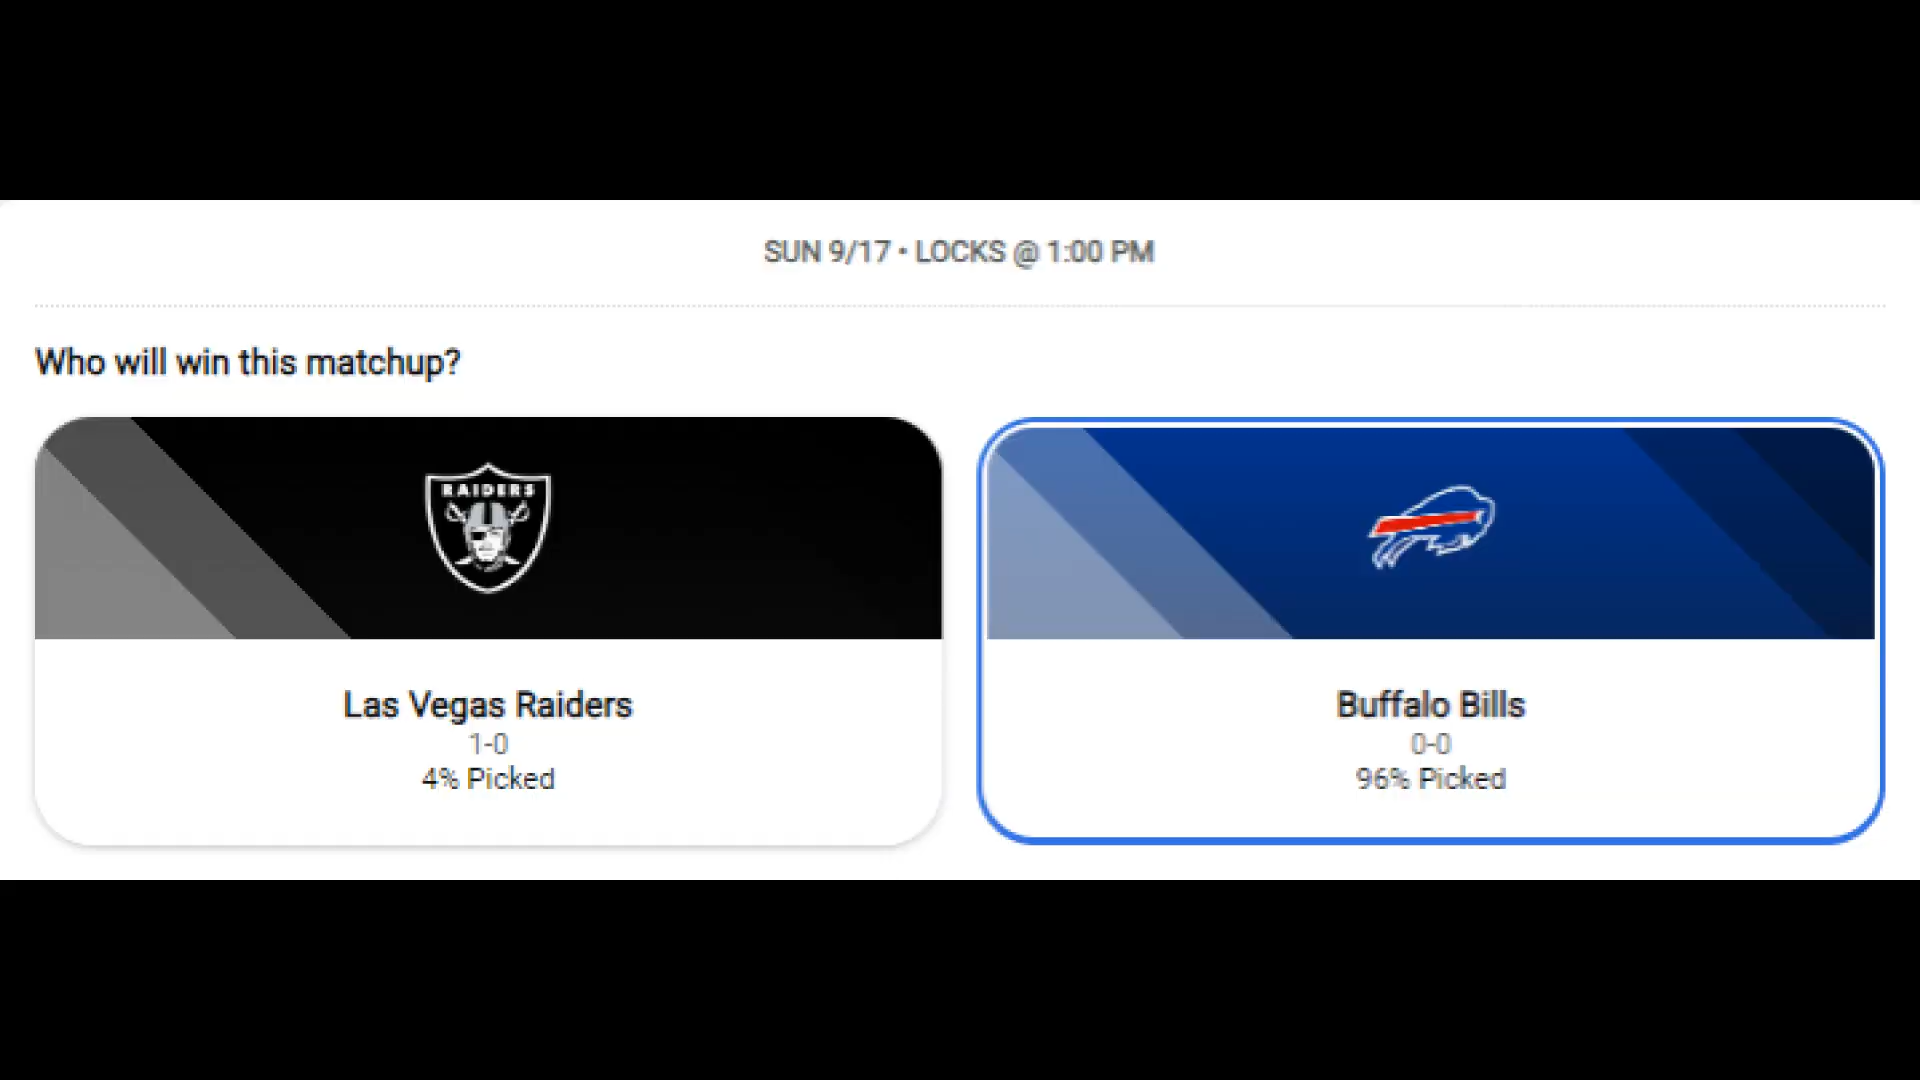 SUN 9/17 • LOCKS @ 1:00 PM
Who will win this matchup?
RAIDERS
Las Vegas Raiders
1-0
4% Picked
Buffalo Bills
0-0
96% Picked